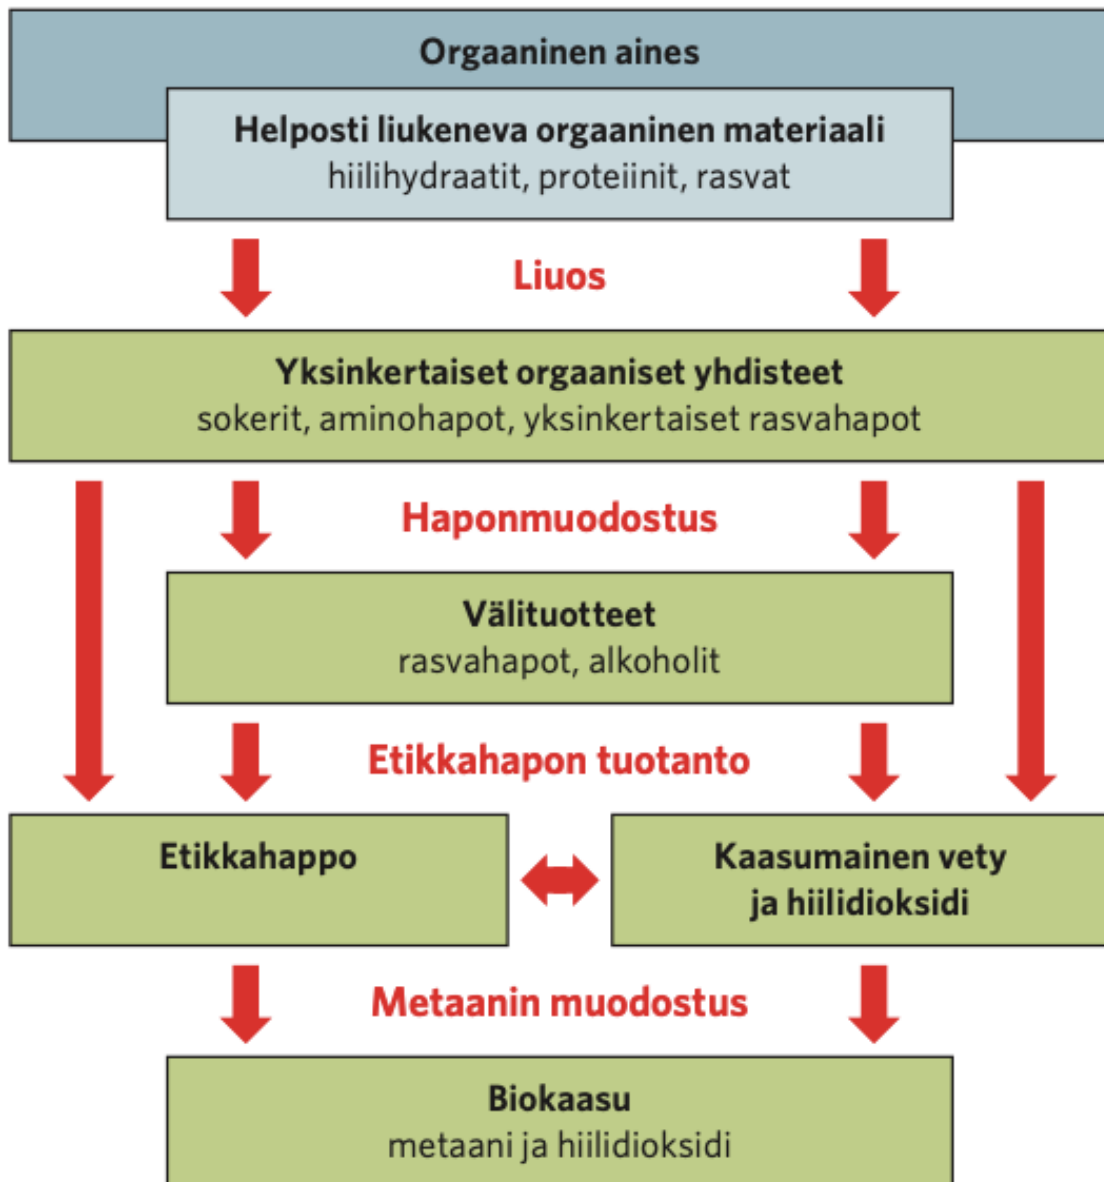 Orgaaninen aines
Helposti liukeneva orgaaninen materiaali
hiilihydraatit, proteiinit, rasvat
Liuos
Yksinkertaiset orgaaniset yhdisteet
sokerit, aminohapot, yksinkertaiset rasvahapot
Haponmuodostus
Välituotteet
rasvahapot, alkoholit
Etikkahapon tuotanto
Etikkahappo
Kaasumainen vety
ja hiilidioksidi
Metaanin muodostus
Biokaasu
metaani ja hiilidioksidi